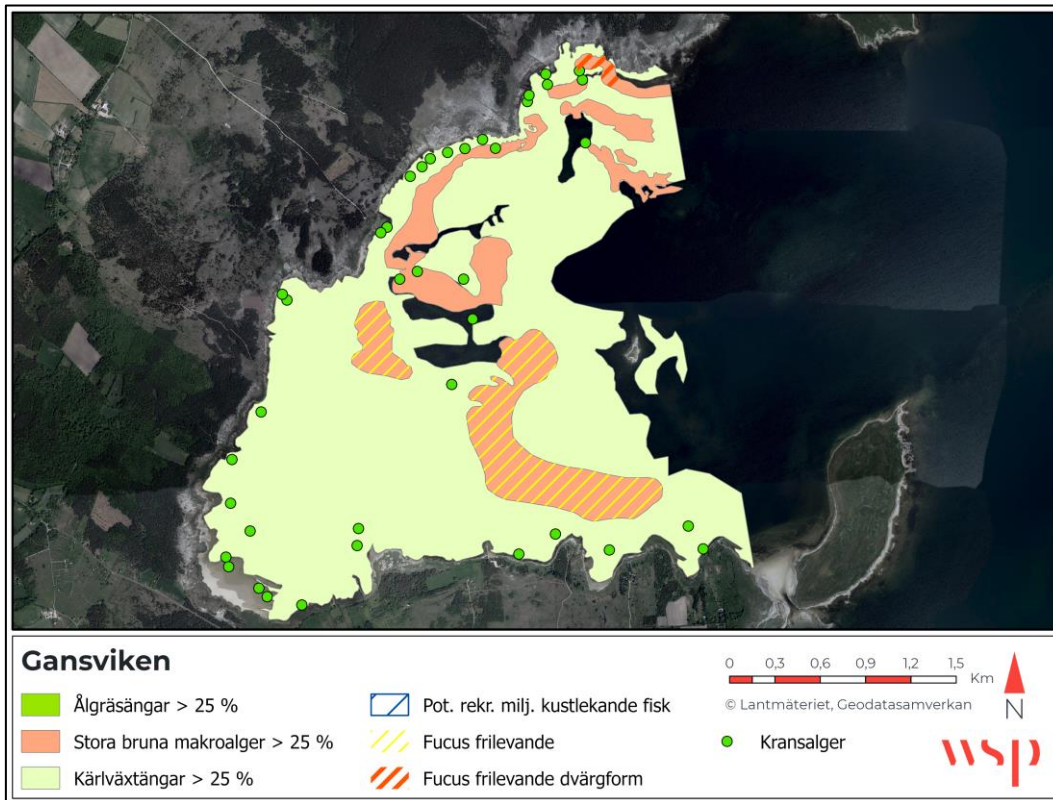 Gansviken
Ålgräsängar > 25 %
Stora bruna makroalger > 25 %
Kärlväxtängar > 25 %
Pot. rekr. milj. kustlekande fisk
Fucus frilevande
Fucus frilevande dvärgform
0 0,3 0,6 0,9 1,2 1,5
Km
© Lantmäteriet, Geodatasamverkan
Kransalger
N
wsp